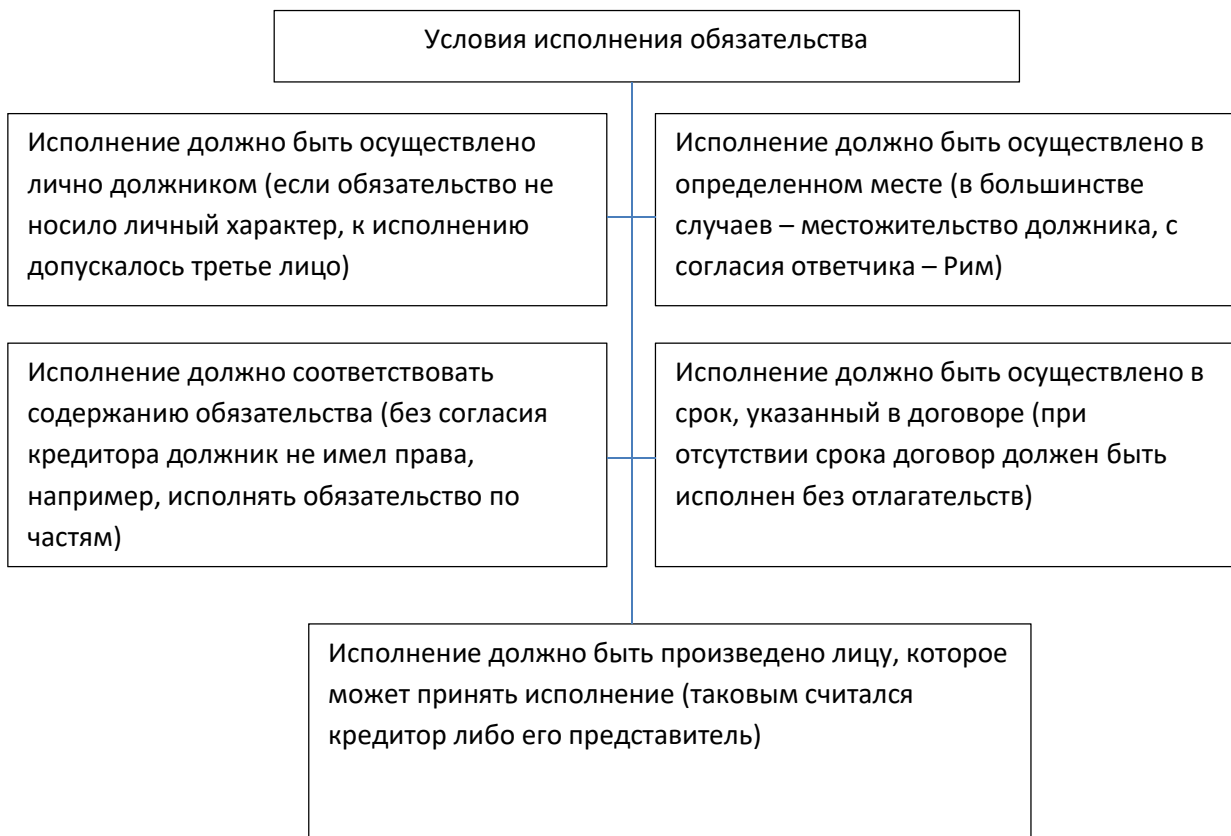 Условия исполнения обязательства
Исполнение должно быть осуществлено
лично должником (если обязательство не
носило личный характер, к исполнению
допускалось третье лицо)
Исполнение должно быть осуществлено в
определенном месте (в большинстве
случаев – местожительство должника, с
согласия ответчика – Рим)
Исполнение должно соответствовать
содержанию обязательства (без согласия
кредитора должник не имел права,
например, исполнять обязательство по
частям)
Исполнение должно быть осуществлено в
срок, указанный в договоре (при
отсутствии срока договор должен быть
исполнен без отлагательств)
Исполнение должно быть произведено лицу, которое
может принять исполнение (таковым считался
кредитор либо его представитель)